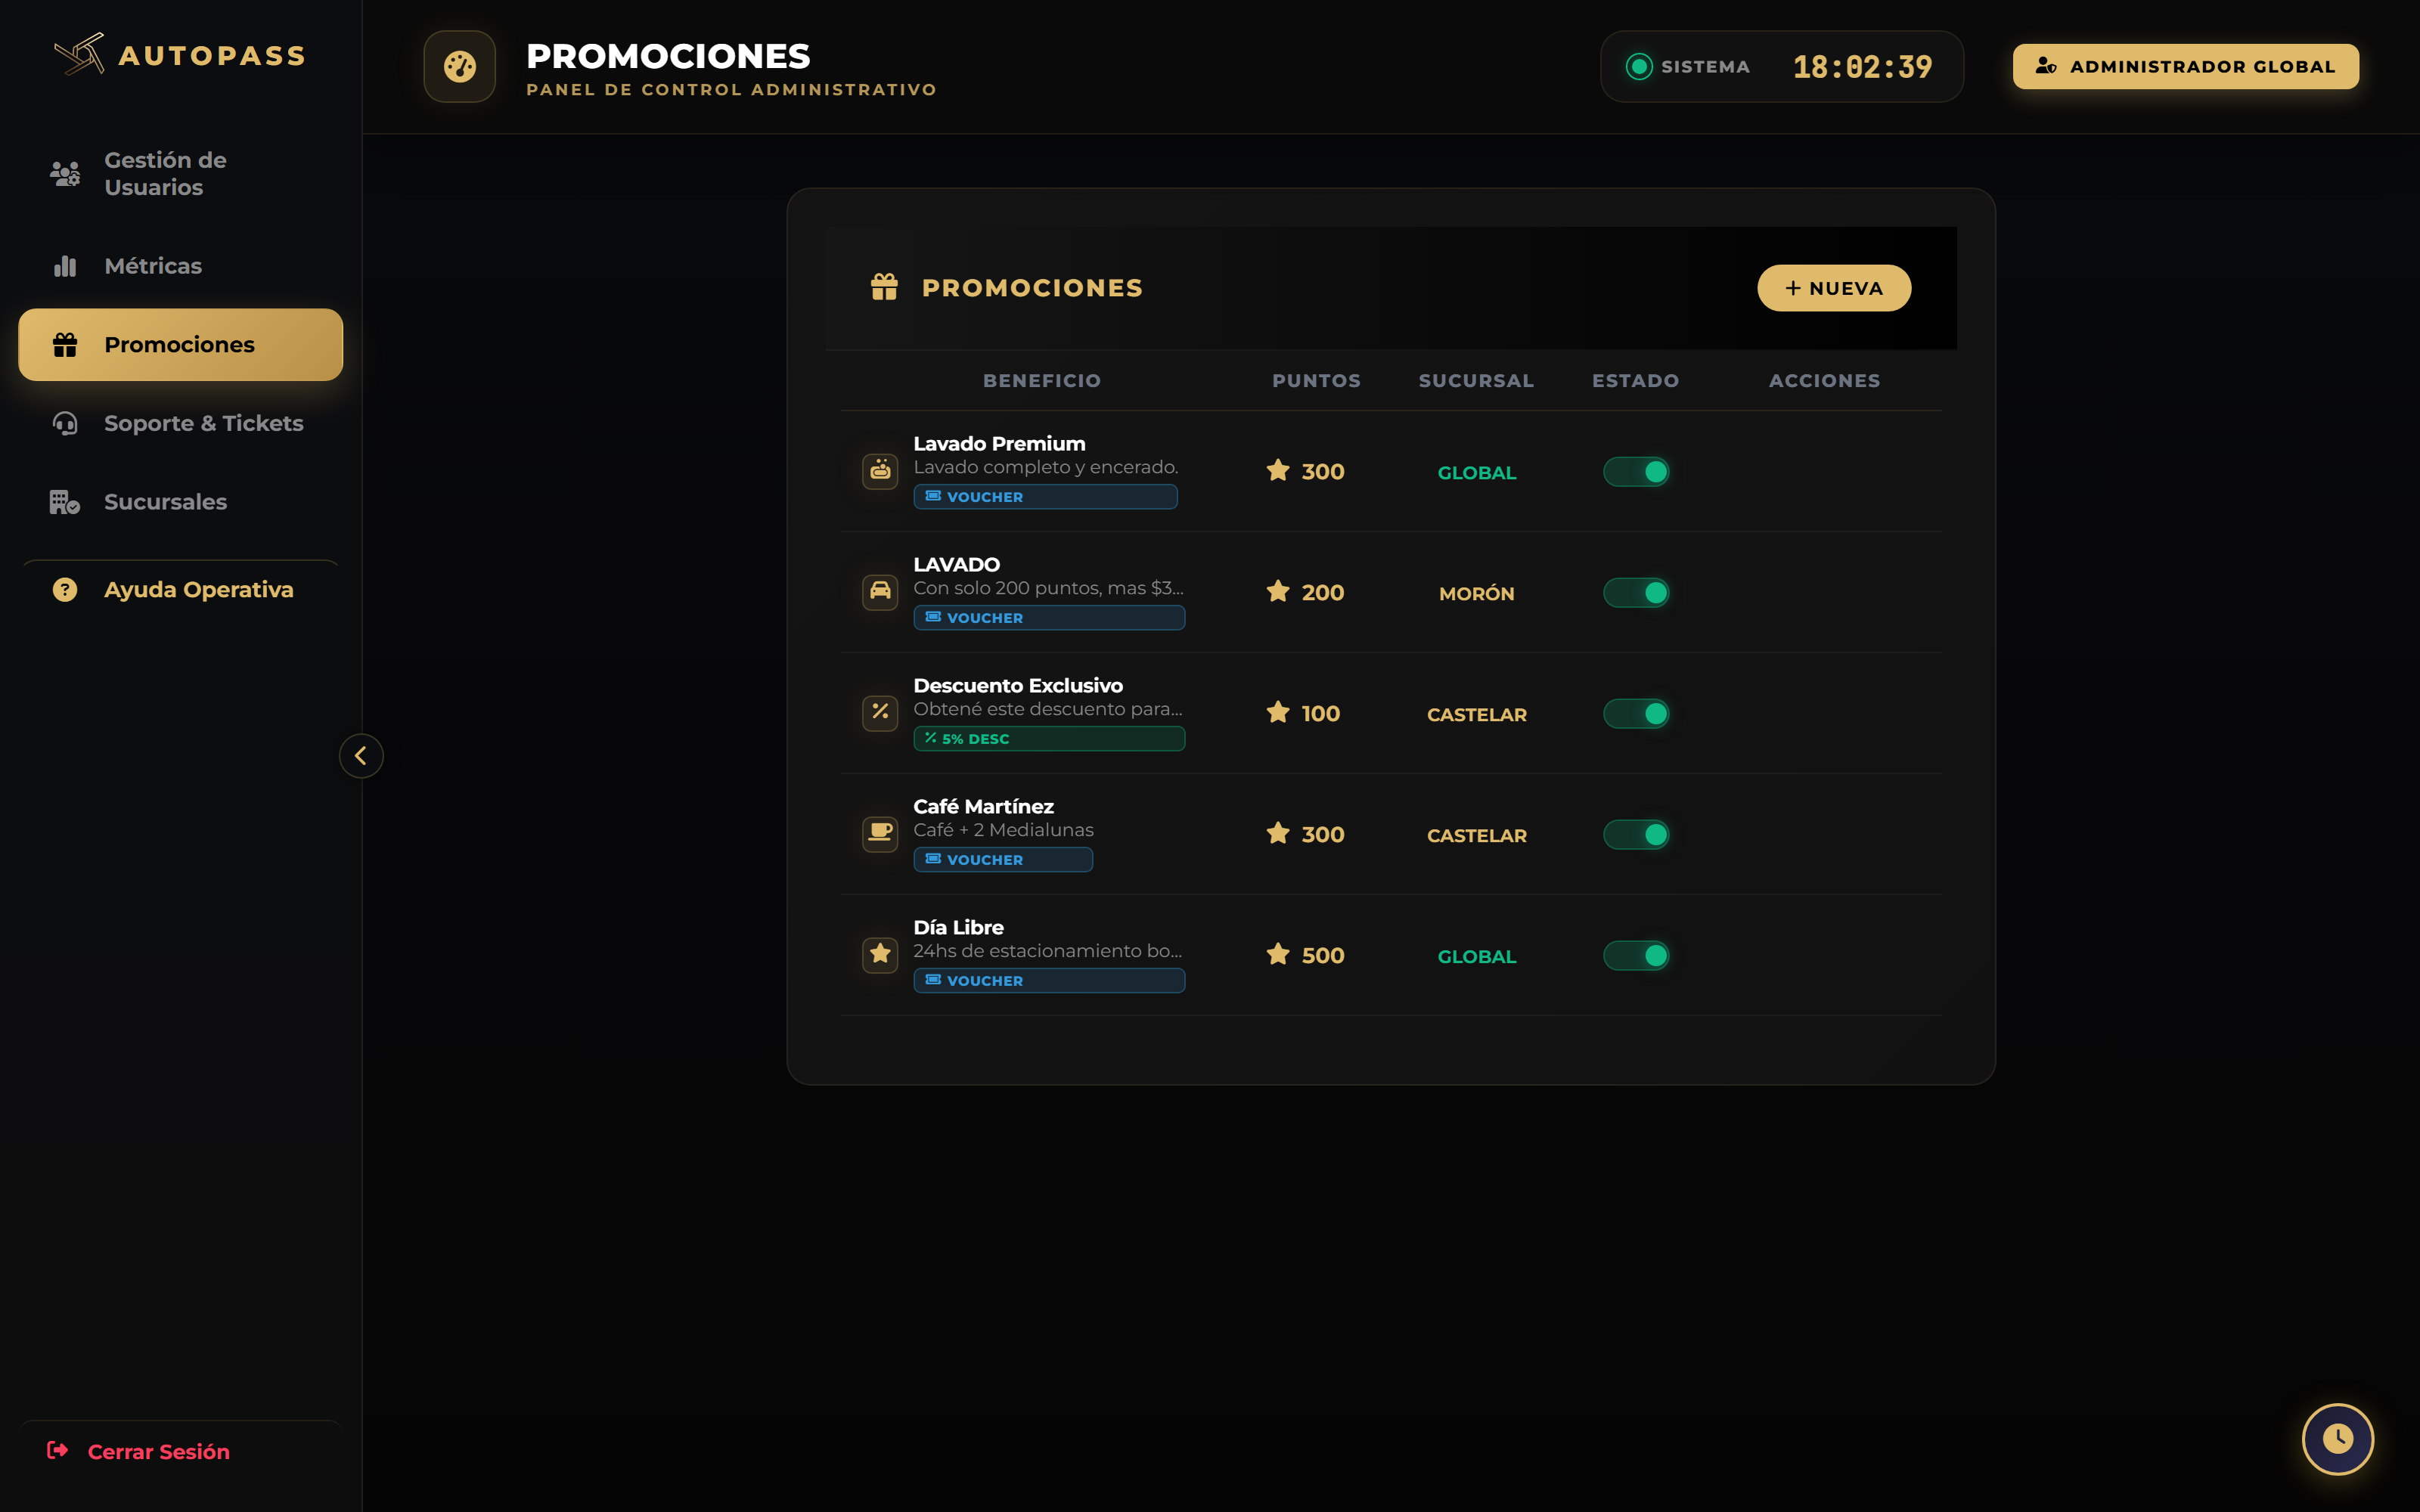 AUTOPASS
Gestión de
Usuarios
Métricas
Promociones
Soporte & Tickets
Sucursales
Ayuda Operativa
Cerrar Sesión
PROMOCIONES
PANEL DE CONTROL ADMINISTRATIVO
SISTEMA 18:02:39
ADMINISTRADOR GLOBAL
PROMOCIONES
+ NUEVA
BENEFICIO PUNTOS SUCURSAL ESTADO ACCIONES
Lavado Premium
Lavado completo y encerado.
VOUCHER
300 GLOBAL
LAVADO
Con solo 200 puntos, mas $3...
VOUCHER
200 MORÓN
Descuento Exclusivo
Obtené este descuento para...
% 5% DESC
100 CASTELAR
Café Martínez
Café + 2 Medialunas
VOUCHER
300 CASTELAR
Día Libre
24hs de estacionamiento bo...
VOUCHER
500 GLOBAL